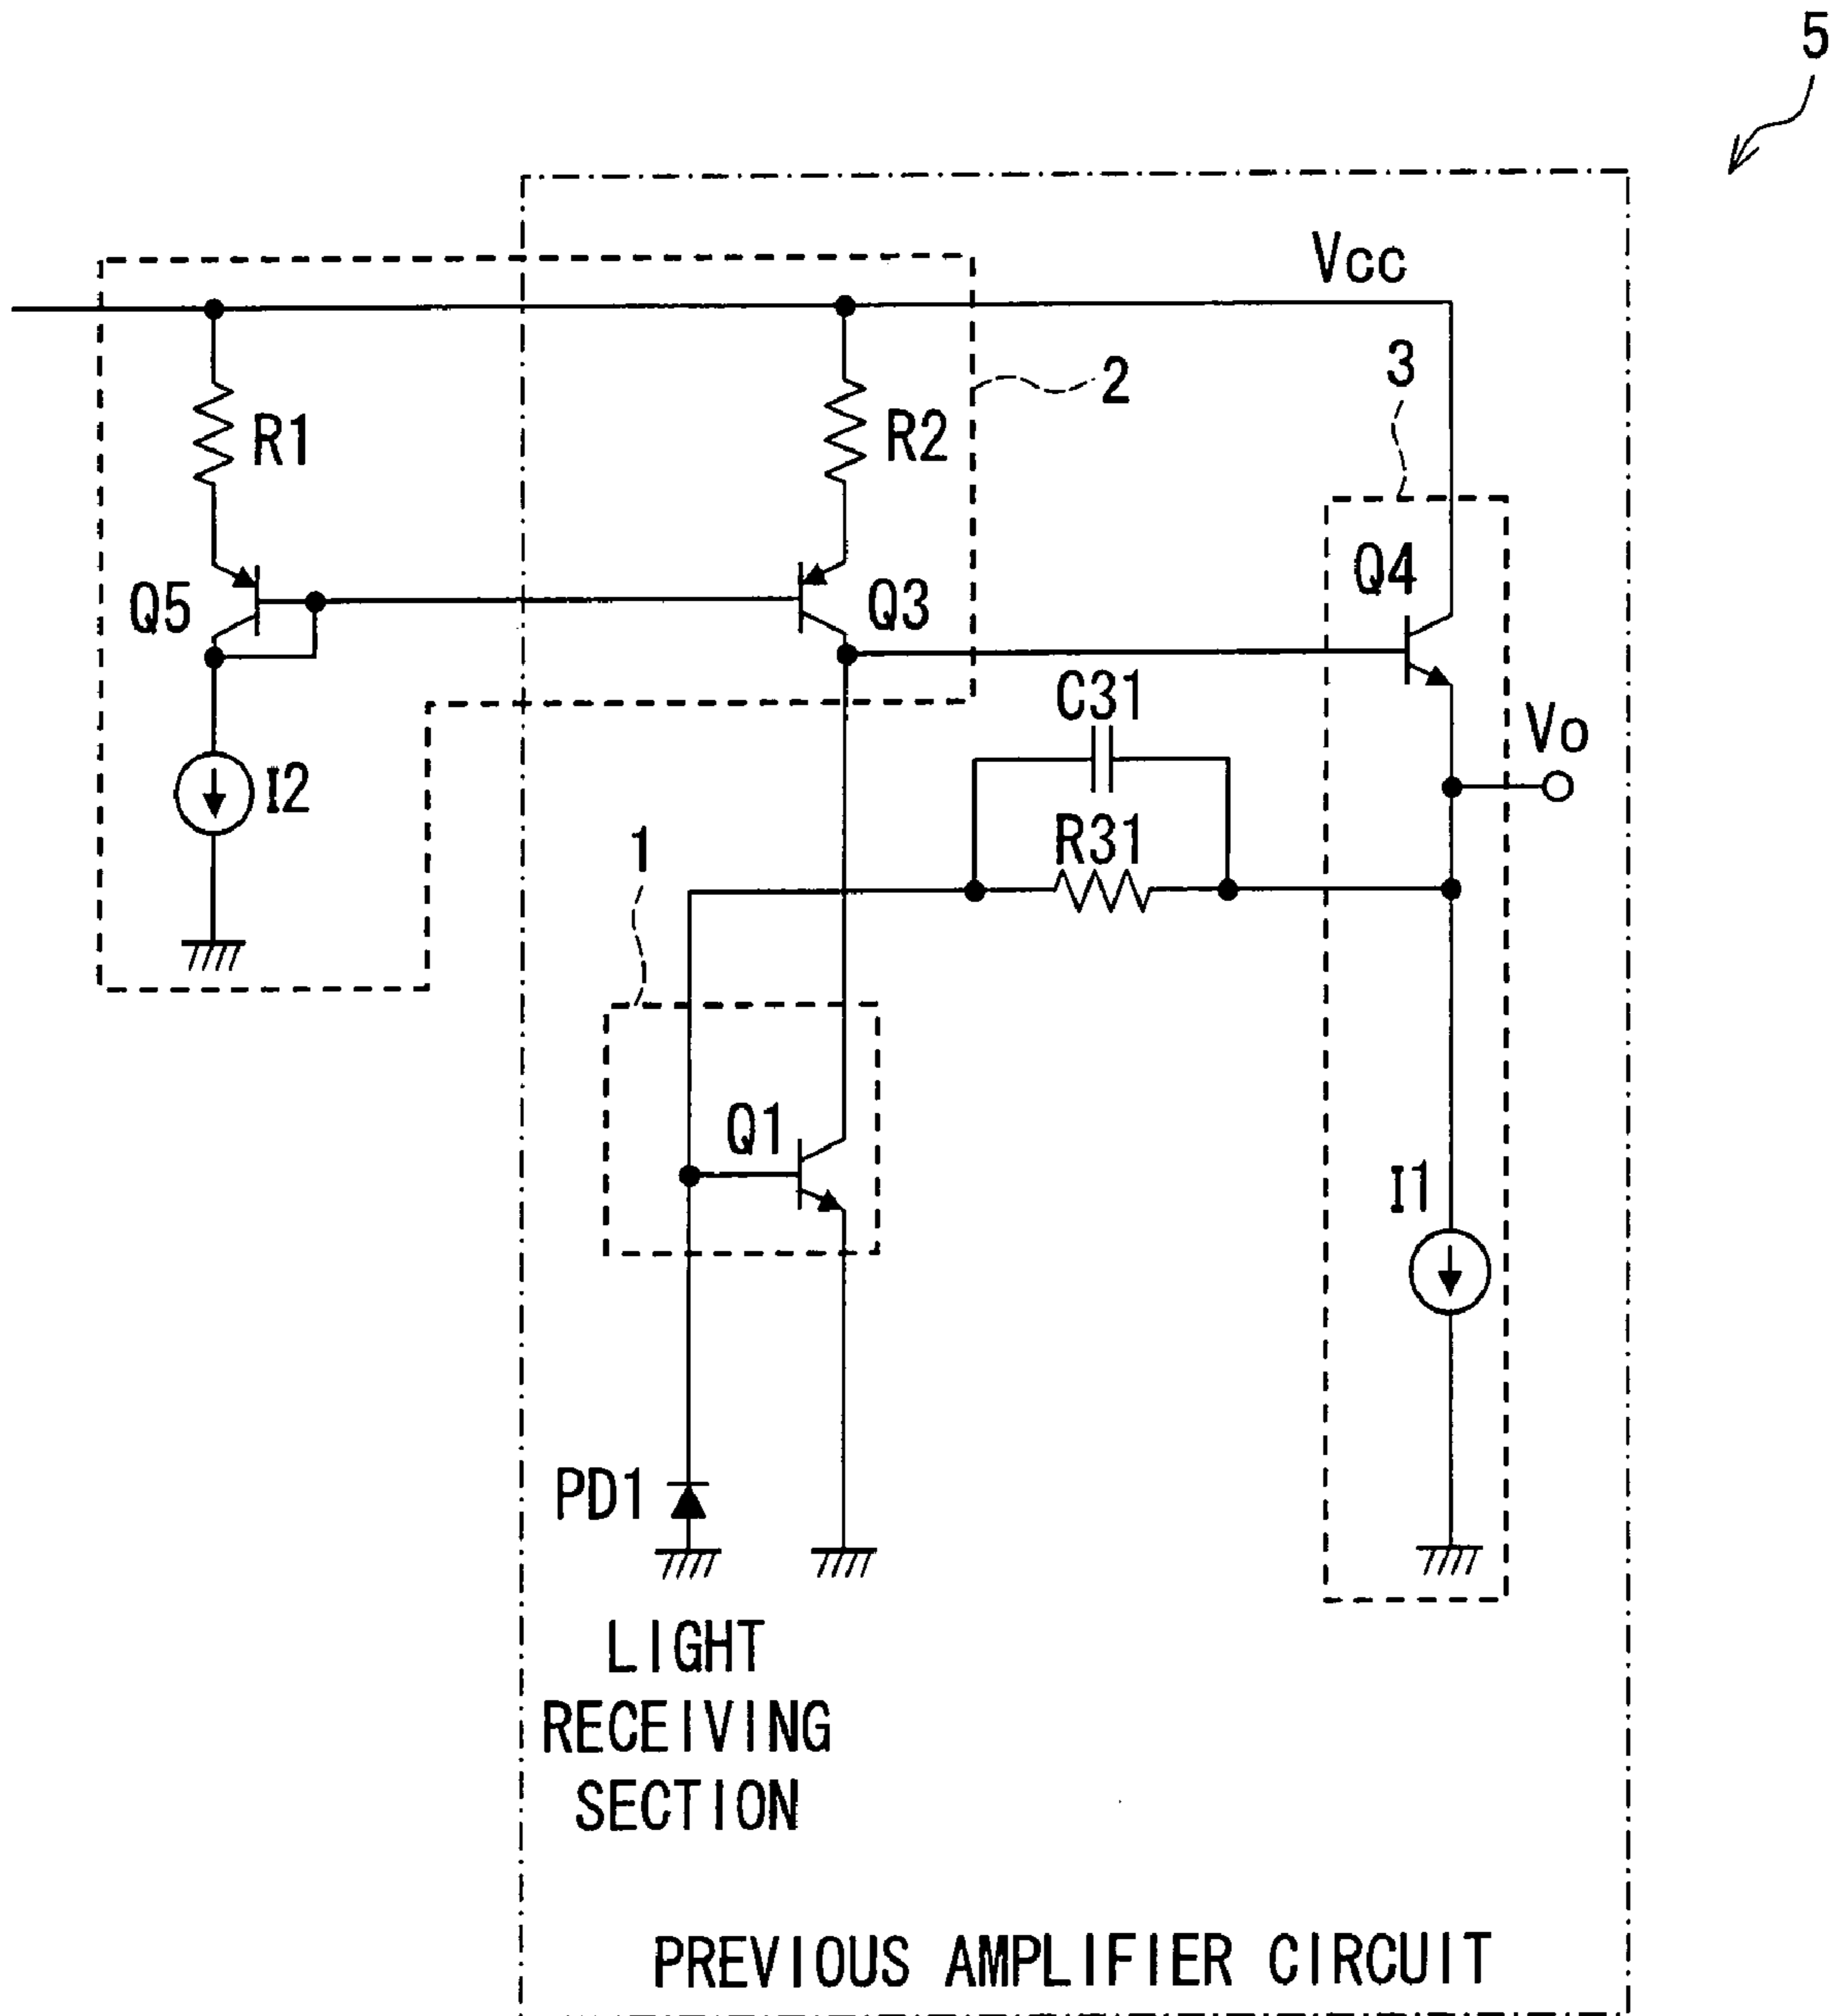 5
Vcc
3
2
R1
R2
Q4
Q5
Q3
C31
Vo
I2
R31
1
Q1
I1
PD1
LIGHT
RECEIVING
SECTION
PREVIOUS AMPLIFIER CIRCUIT